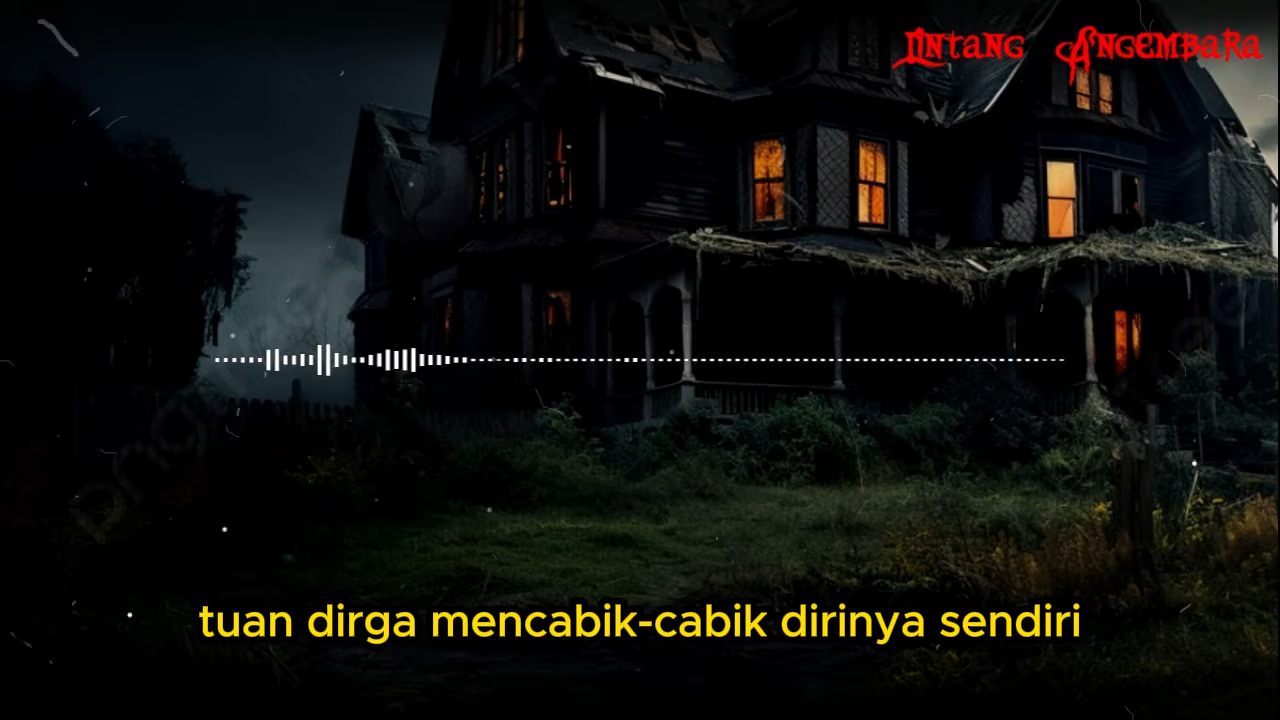 Lintang Angembara
tuan dirga mencabik-cabik dirinya sendiri